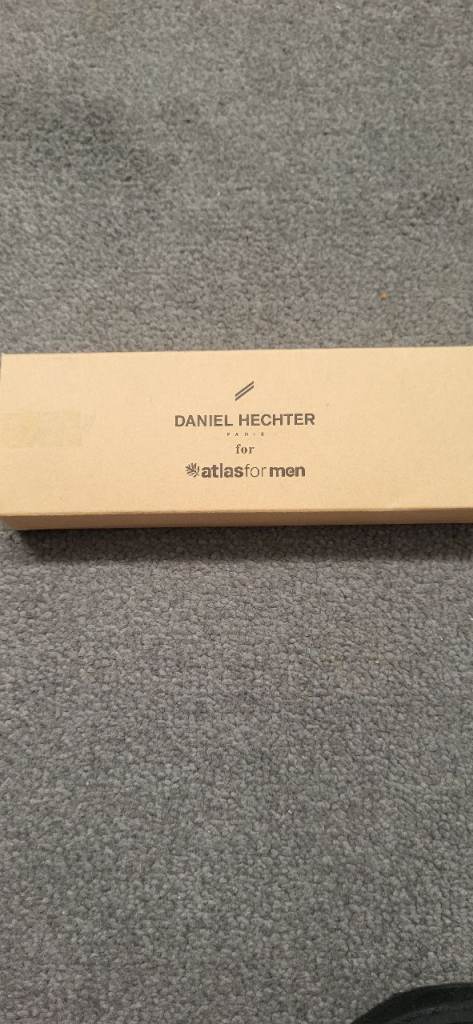 DANIEL HECHTER
PARIS
for
atlasformen